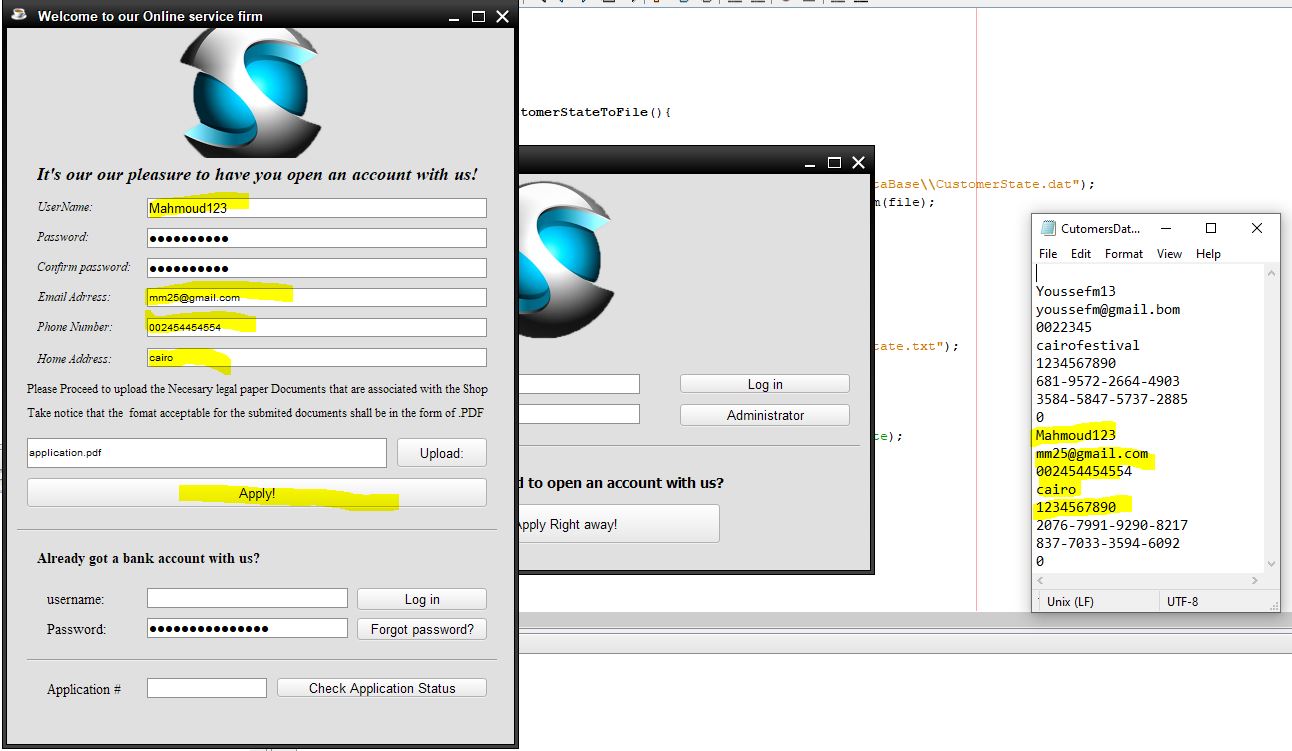 Welcome to our Online service firm
It's our our pleasure to have you open an account with us!
UserName:
Mahmoud123
Password:
●●●●●●●●●●
Confirm password:
●●●●●●●●●●
Email Adrress:
mm25@gmail.com
Phone Number:
002454454554
Home Address:
cairo
Please Proceed to upload the Necesary legal paper Documents that are associated with the Shop
Take notice that the fomat acceptable for the submited documents shall be in the form of .PDF
application.pdf
Upload:
Apply!
Already got a bank account with us?
username:
Log in
Password:
●●●●●●●●●●●●●●●
Forgot password?
Application #
Check Application Status
tomerStateToFile(){
taBase\\CustomerState.dat");
m(file);
tate.txt");
te);
Log in
Administrator
d to open an account with us?
Apply Right away!
CutomersDat...
File Edit Format View Help
Youssefm13
youssefm@gmail.bom
0022345
cairofestival
1234567890
681-9572-2664-4903
3584-5847-5737-2885
0
Mahmoud123
mm25@gmail.com
002454454554
cairo
1234567890
2076-7991-9290-8217
837-7033-3594-6092
0
Unix (LF) UTF-8